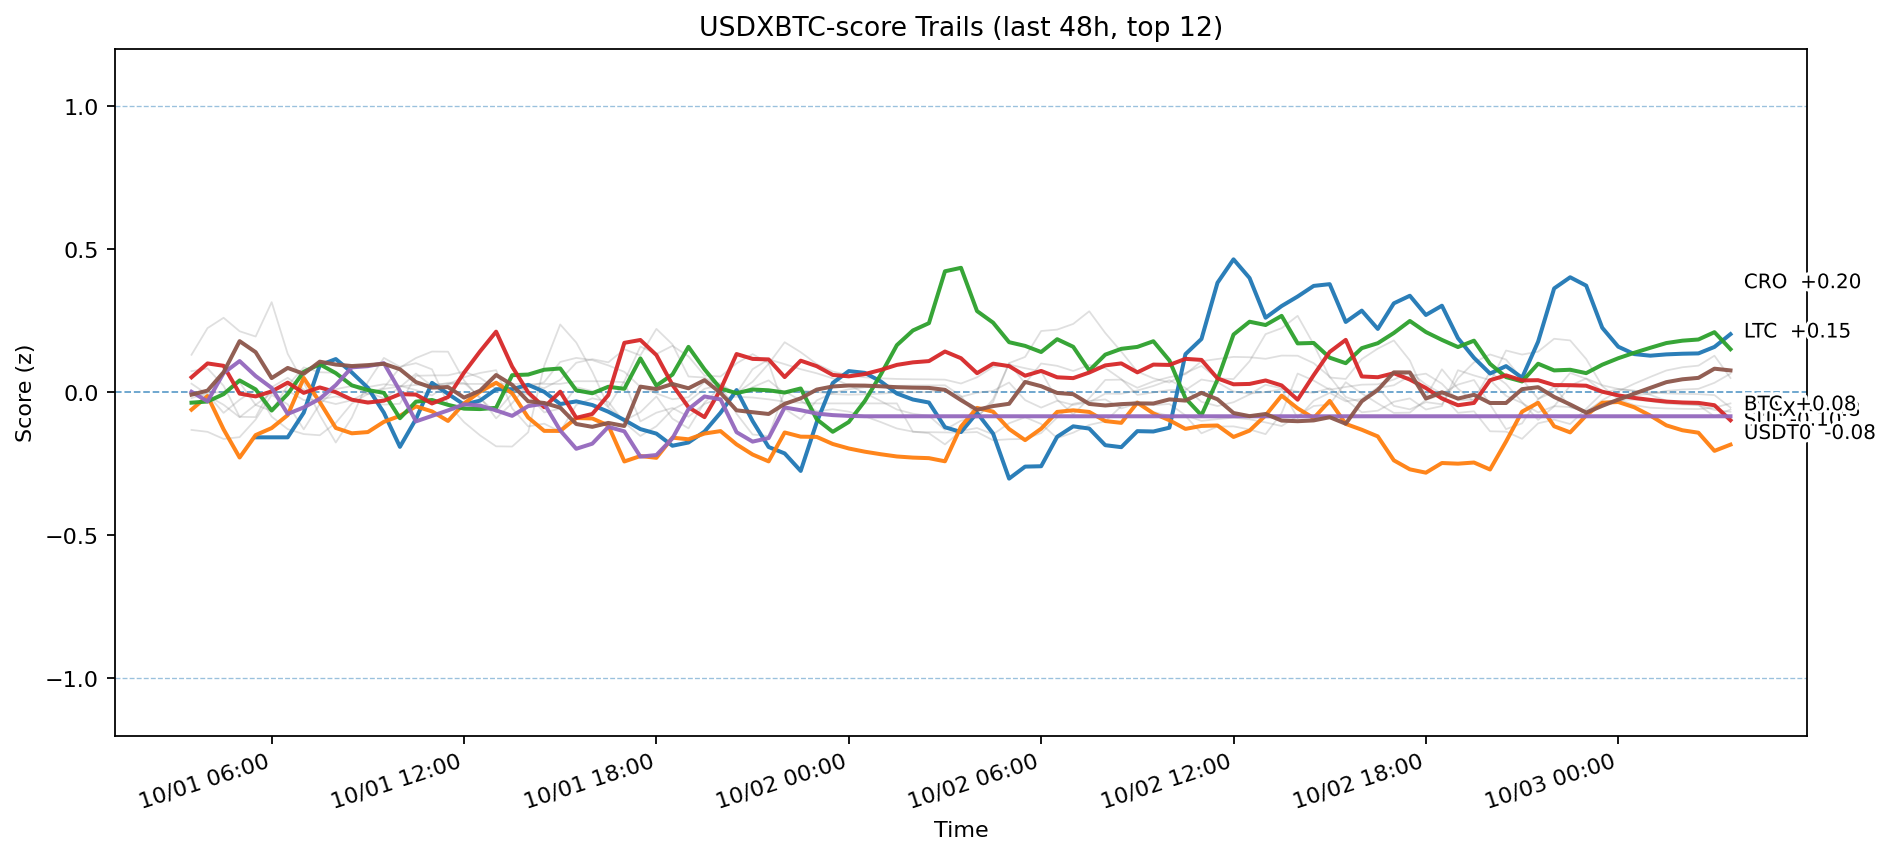 USDXBTC-score Trails (last 48h, top 12)
Score (z)
1.0
0.5
0.0
−0.5
−1.0
CRO +0.20
LTC +0.15
BTC +0.08
USDT0 -0.08
10/01 06:00
10/01 12:00
10/01 18:00
10/02 00:00
10/02 06:00
10/02 12:00
10/02 18:00
10/03 00:00
Time